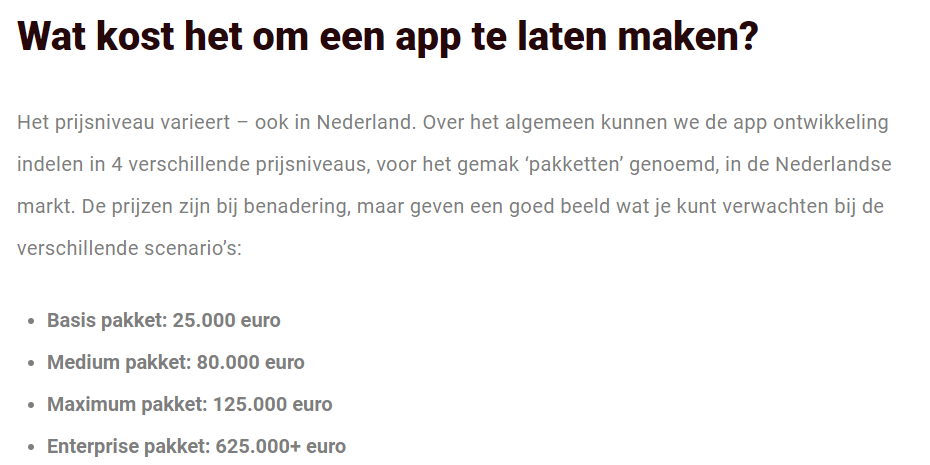 Wat kost het om een app te laten maken?
Het prijsniveau varieert – ook in Nederland. Over het algemeen kunnen we de app ontwikkeling
indelen in 4 verschillende prijsniveaus, voor het gemak ‘pakketten’ genoemd, in de Nederlandse
markt. De prijzen zijn bij benadering, maar geven een goed beeld wat je kunt verwachten bij de
verschillende scenario’s:
• Basis pakket: 25.000 euro
• Medium pakket: 80.000 euro
• Maximum pakket: 125.000 euro
• Enterprise pakket: 625.000+ euro